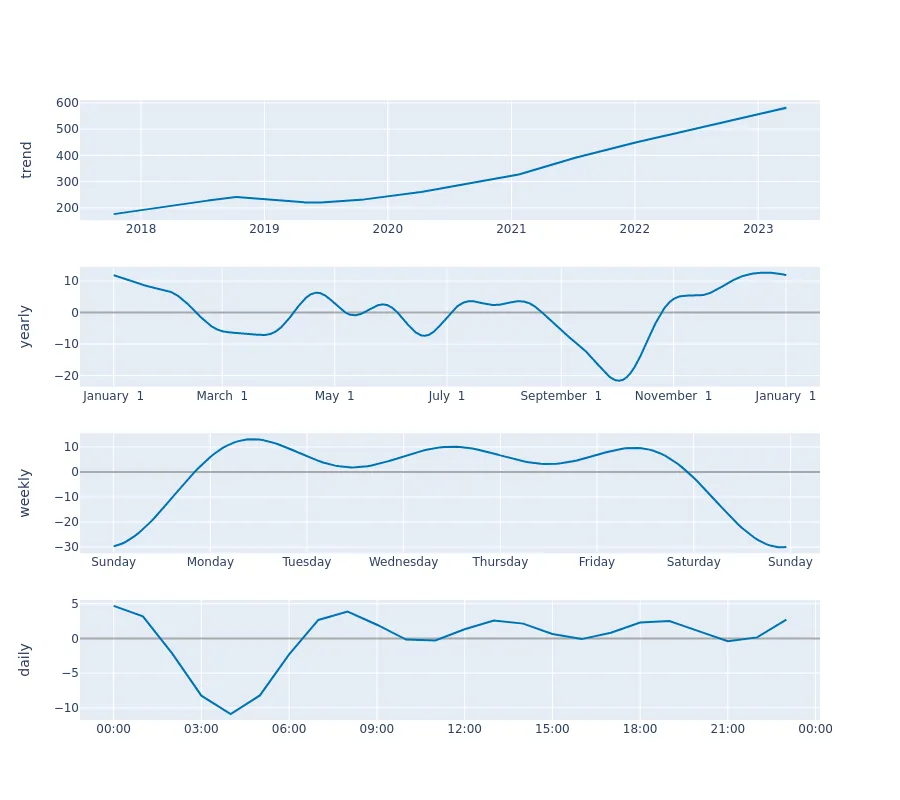 trend
600
500
400
300
200
2018 2019 2020 2021 2022 2023
yearly
10
0
−10
−20
January 1 March 1 May 1 July 1 September 1 November 1 January 1
weekly
10
0
−10
−20
−30
Sunday Monday Tuesday Wednesday Thursday Friday Saturday Sunday
daily
5
0
−5
−10
00:00 03:00 06:00 09:00 12:00 15:00 18:00 21:00 00:00